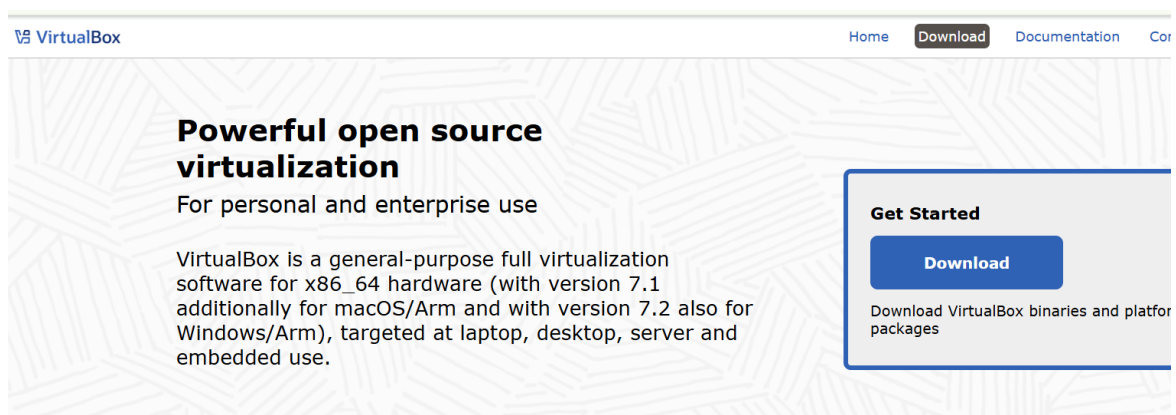 VirtualBox
Home Download Documentation
Powerful open source
virtualization
For personal and enterprise use
VirtualBox is a general-purpose full virtualization
software for x86_64 hardware (with version 7.1
additionally for macOS/Arm and with version 7.2 also for
Windows/Arm), targeted at laptop, desktop, server and
embedded use.
Get Started
Download
Download VirtualBox binaries and
packages